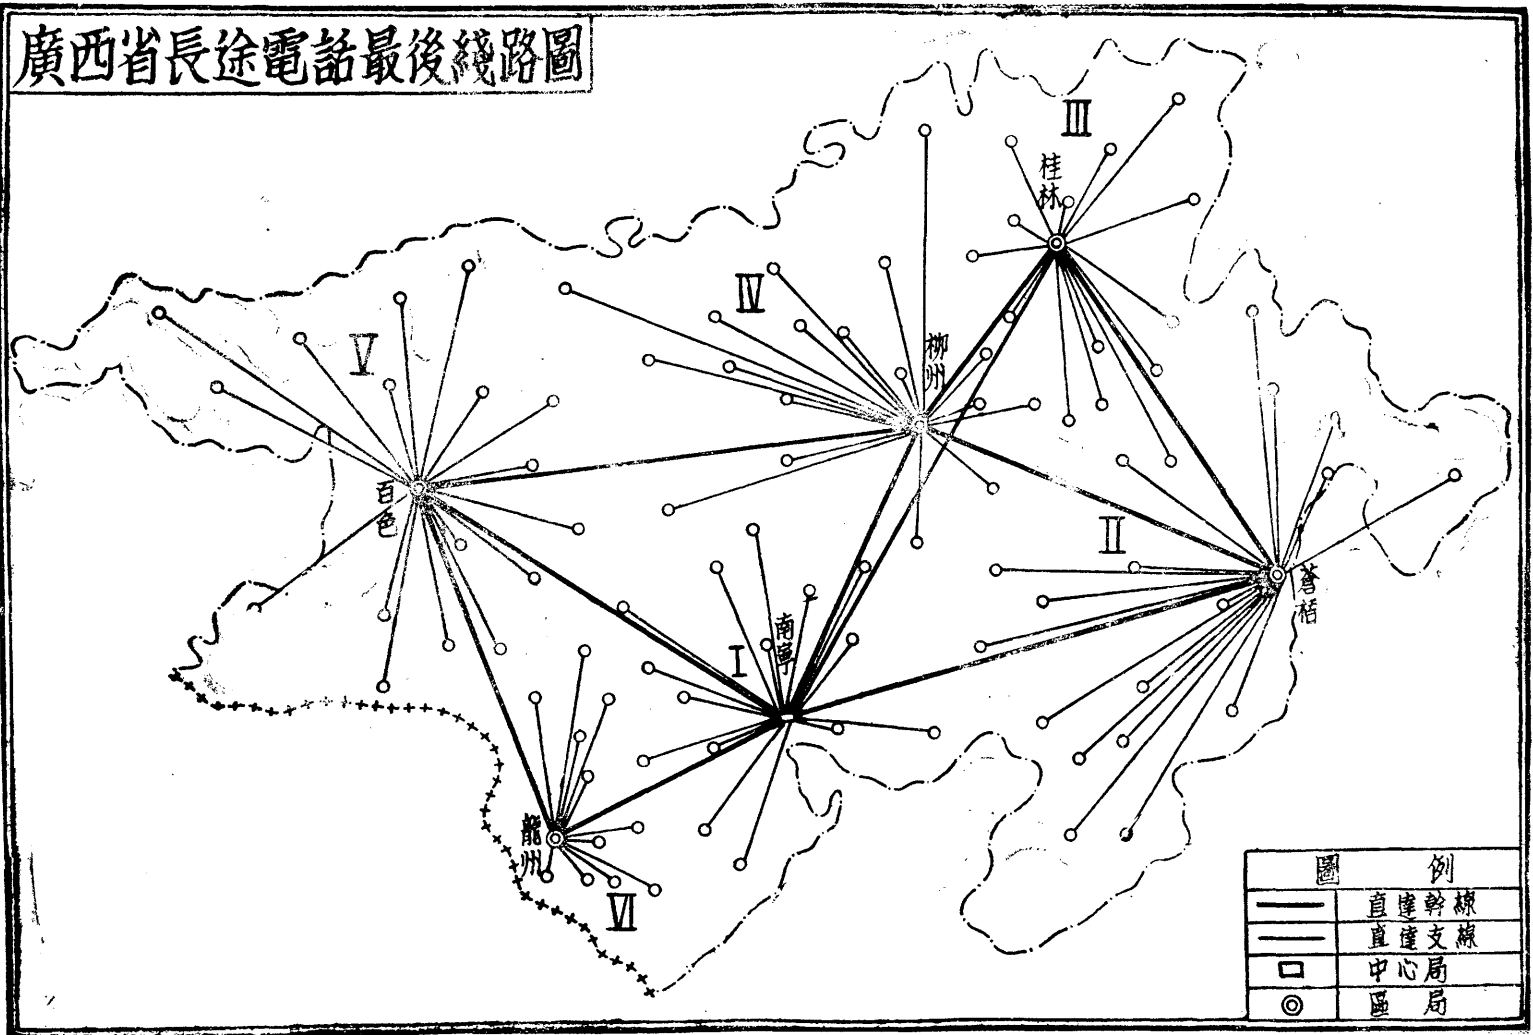 廣西省長途電話最後綫路圖
III
桂林
IV
柳州
V
百色
II
蒼梧
I
南寧
龍州
VI
圖例
直達幹線
直達支線
中心局
區局